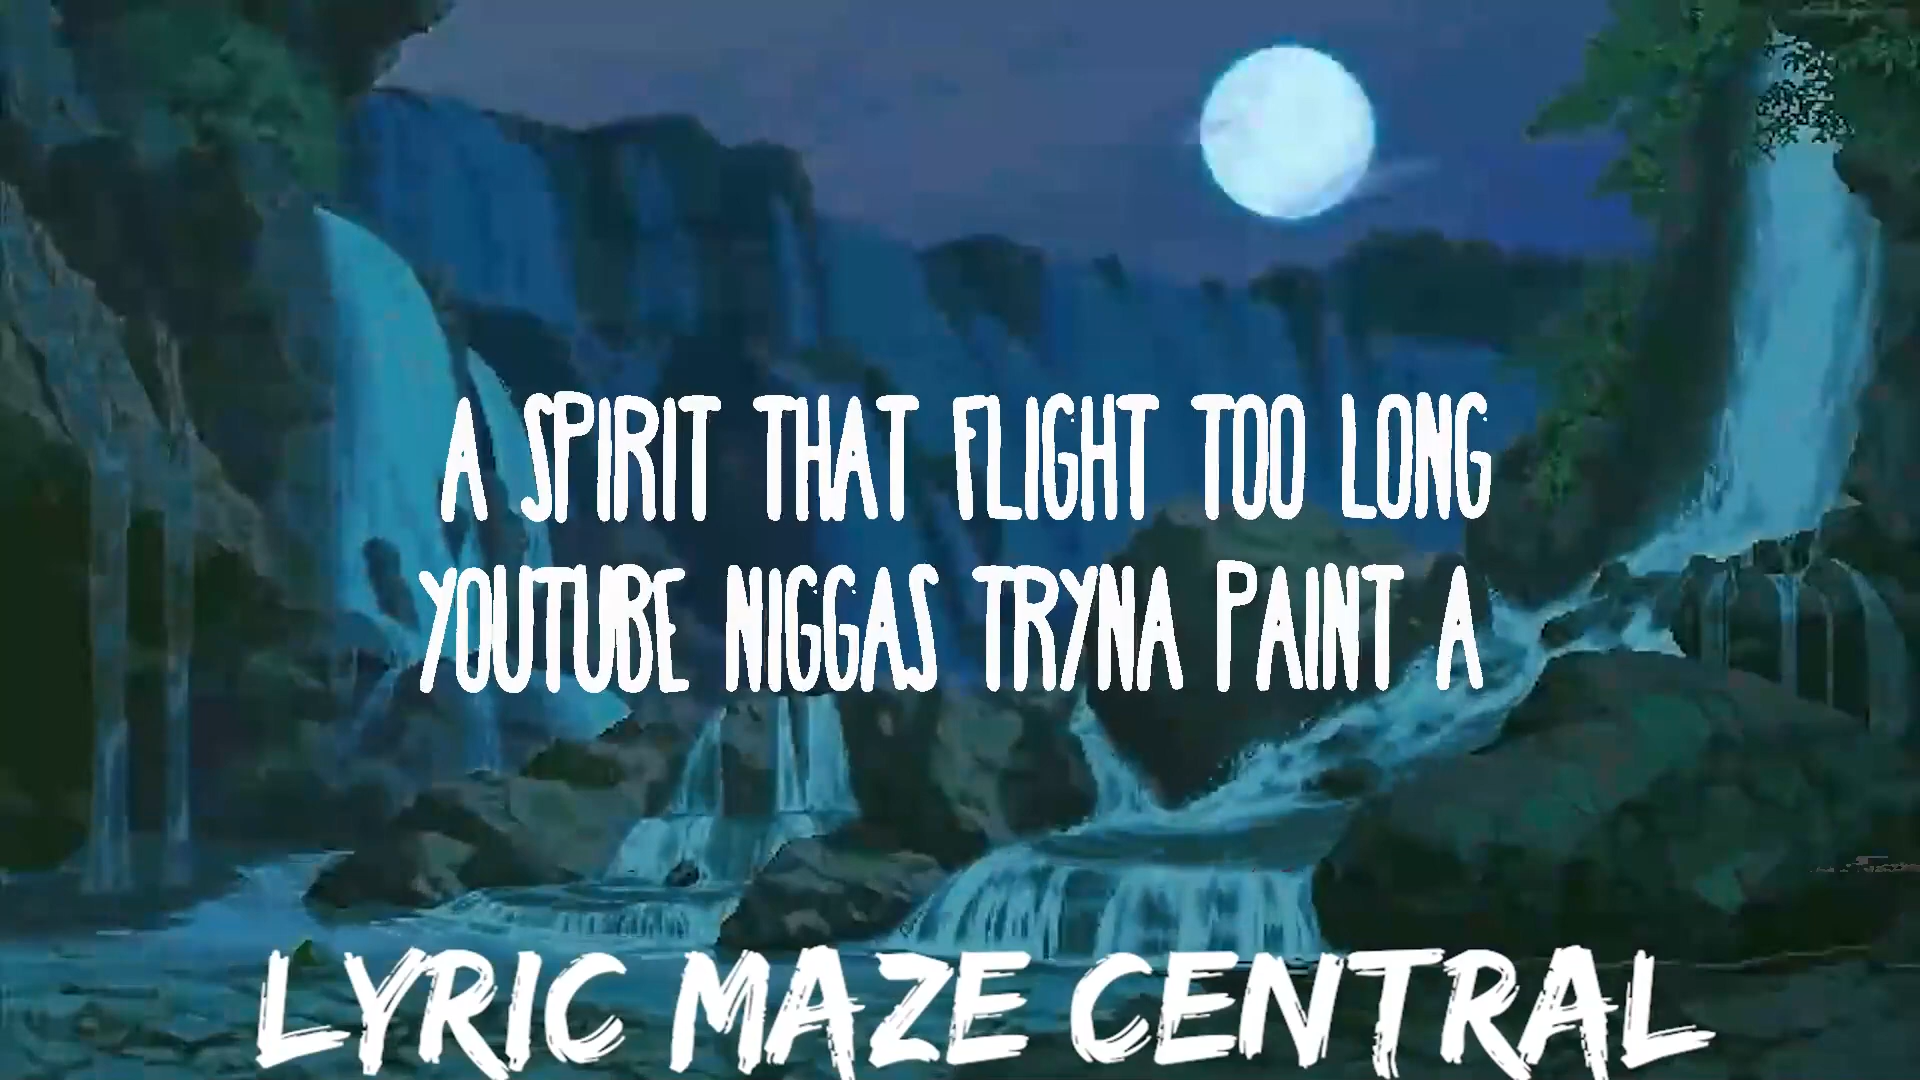 A SPIRIT THAT FLIGHT TOO LONG
YOUTUBE NIGGAS TRYNA PAINT A
LYRIC MAZE CENTRAL